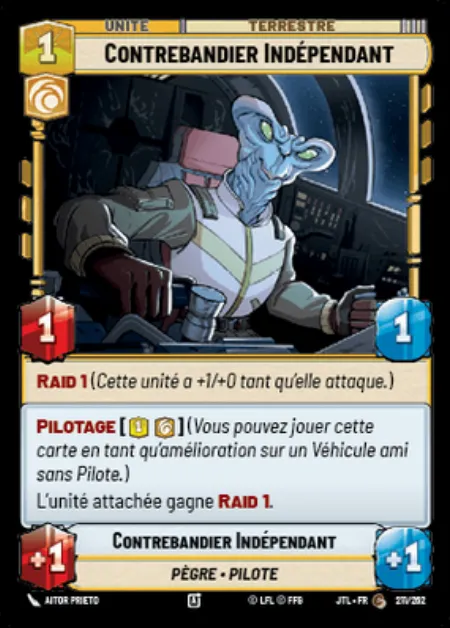 1
UNITÉ
TERRESTRE
CONTREBANDIER INDÉPENDANT
1
1
RAID 1 (Cette unité a +1/+0 tant qu'elle attaque.)
PILOTAGE [1] (Vous pouvez jouer cette
carte en tant qu'amélioration sur un Véhicule ami
sans Pilote.)
L'unité attachée gagne RAID 1.
+1
CONTREBANDIER INDÉPENDANT
+1
PÈGRE • PILOTE
AITOR PRIETO
© LFL © FFG
JTL • FR
C
211/262